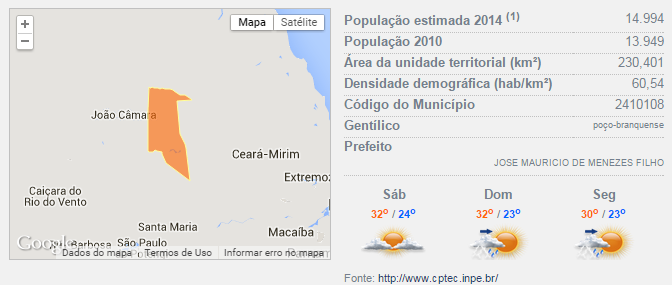 Mapa Satélite
João Câmara
Ceará-Mirim
Extremoz
Caiçara do
Rio do Vento
Santa Maria
Macaíba
Google
Barbosa
São Paulo
Dados do mapa Termos de Uso Informar erro no mapa
População estimada 2014 (1) 14.994
População 2010 13.949
Área da unidade territorial (km²) 230,401
Densidade demográfica (hab/km²) 60,54
Código do Município 2410108
Gentílico poço-branquense
Prefeito
JOSE MAURICIO DE MENEZES FILHO
Sáb Dom Seg
32º / 24º 32º / 23º 30º / 23º
Fonte: http://www.cptec.inpe.br/